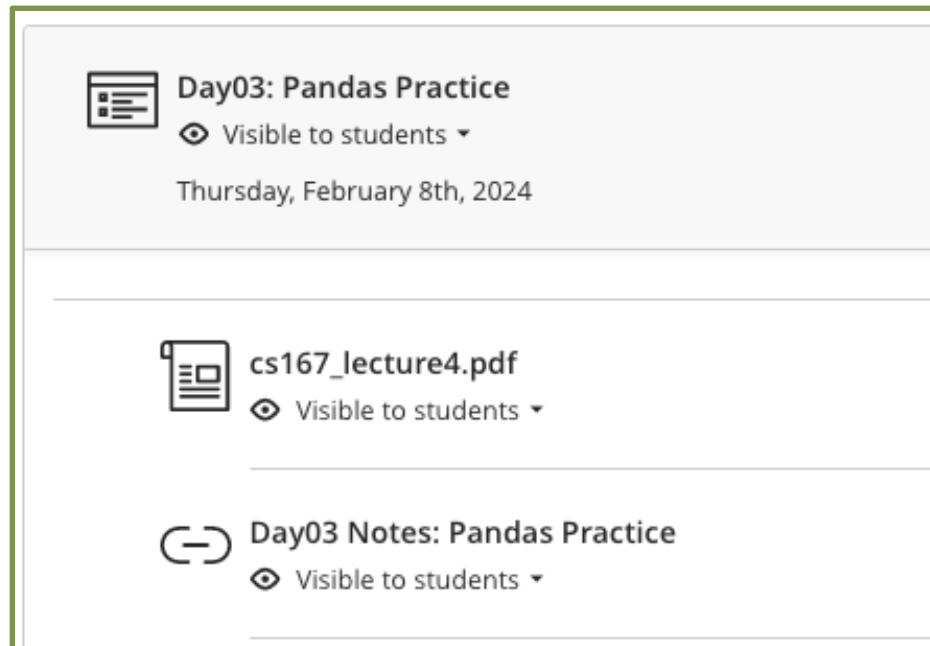 Day03: Pandas Practice
Visible to students
Thursday, February 8th, 2024
cs167_lecture4.pdf
Visible to students
Day03 Notes: Pandas Practice
Visible to students